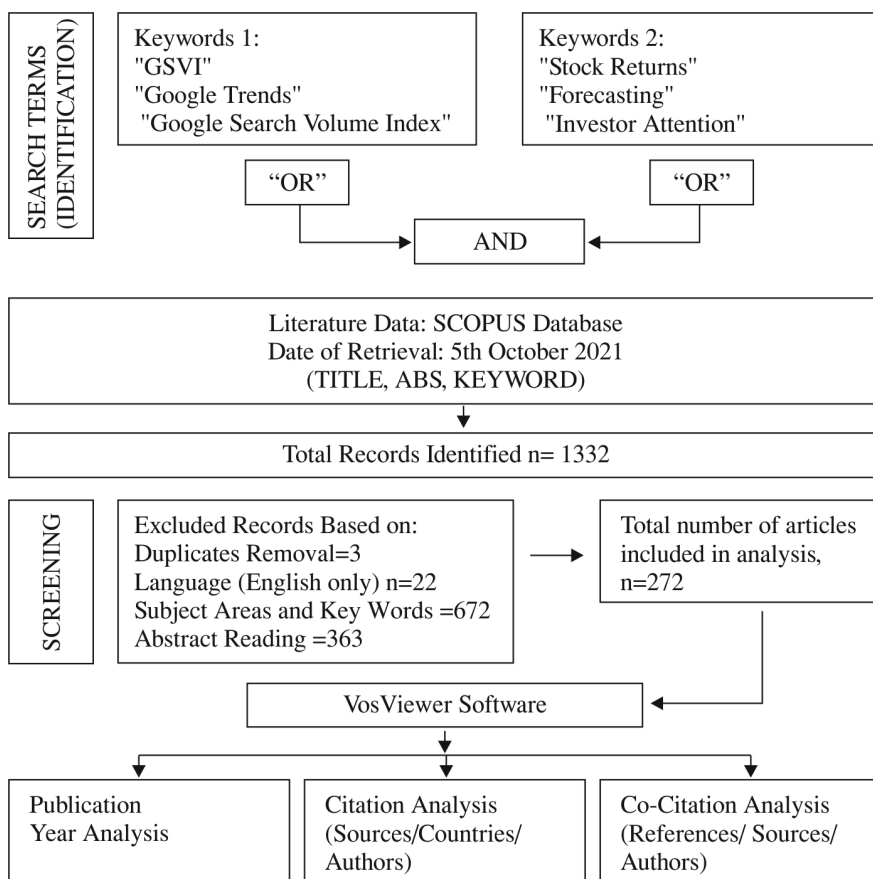 SEARCH TERMS
(IDENTIFICATION)
Keywords 1:
"GSVI"
"Google Trends"
"Google Search Volume Index"
Keywords 2:
"Stock Returns"
"Forecasting"
"Investor Attention"
“OR”
“OR”
AND
Literature Data: SCOPUS Database
Date of Retrieval: 5th October 2021
(TITLE, ABS, KEYWORD)
Total Records Identified n= 1332
SCREENING
Excluded Records Based on:
Duplicates Removal=3
Language (English only) n=22
Subject Areas and Key Words =672
Abstract Reading =363
Total number of articles
included in analysis,
n=272
VosViewer Software
Publication
Year Analysis
Citation Analysis
(Sources/Countries/
Authors)
Co-Citation Analysis
(References/ Sources/
Authors)